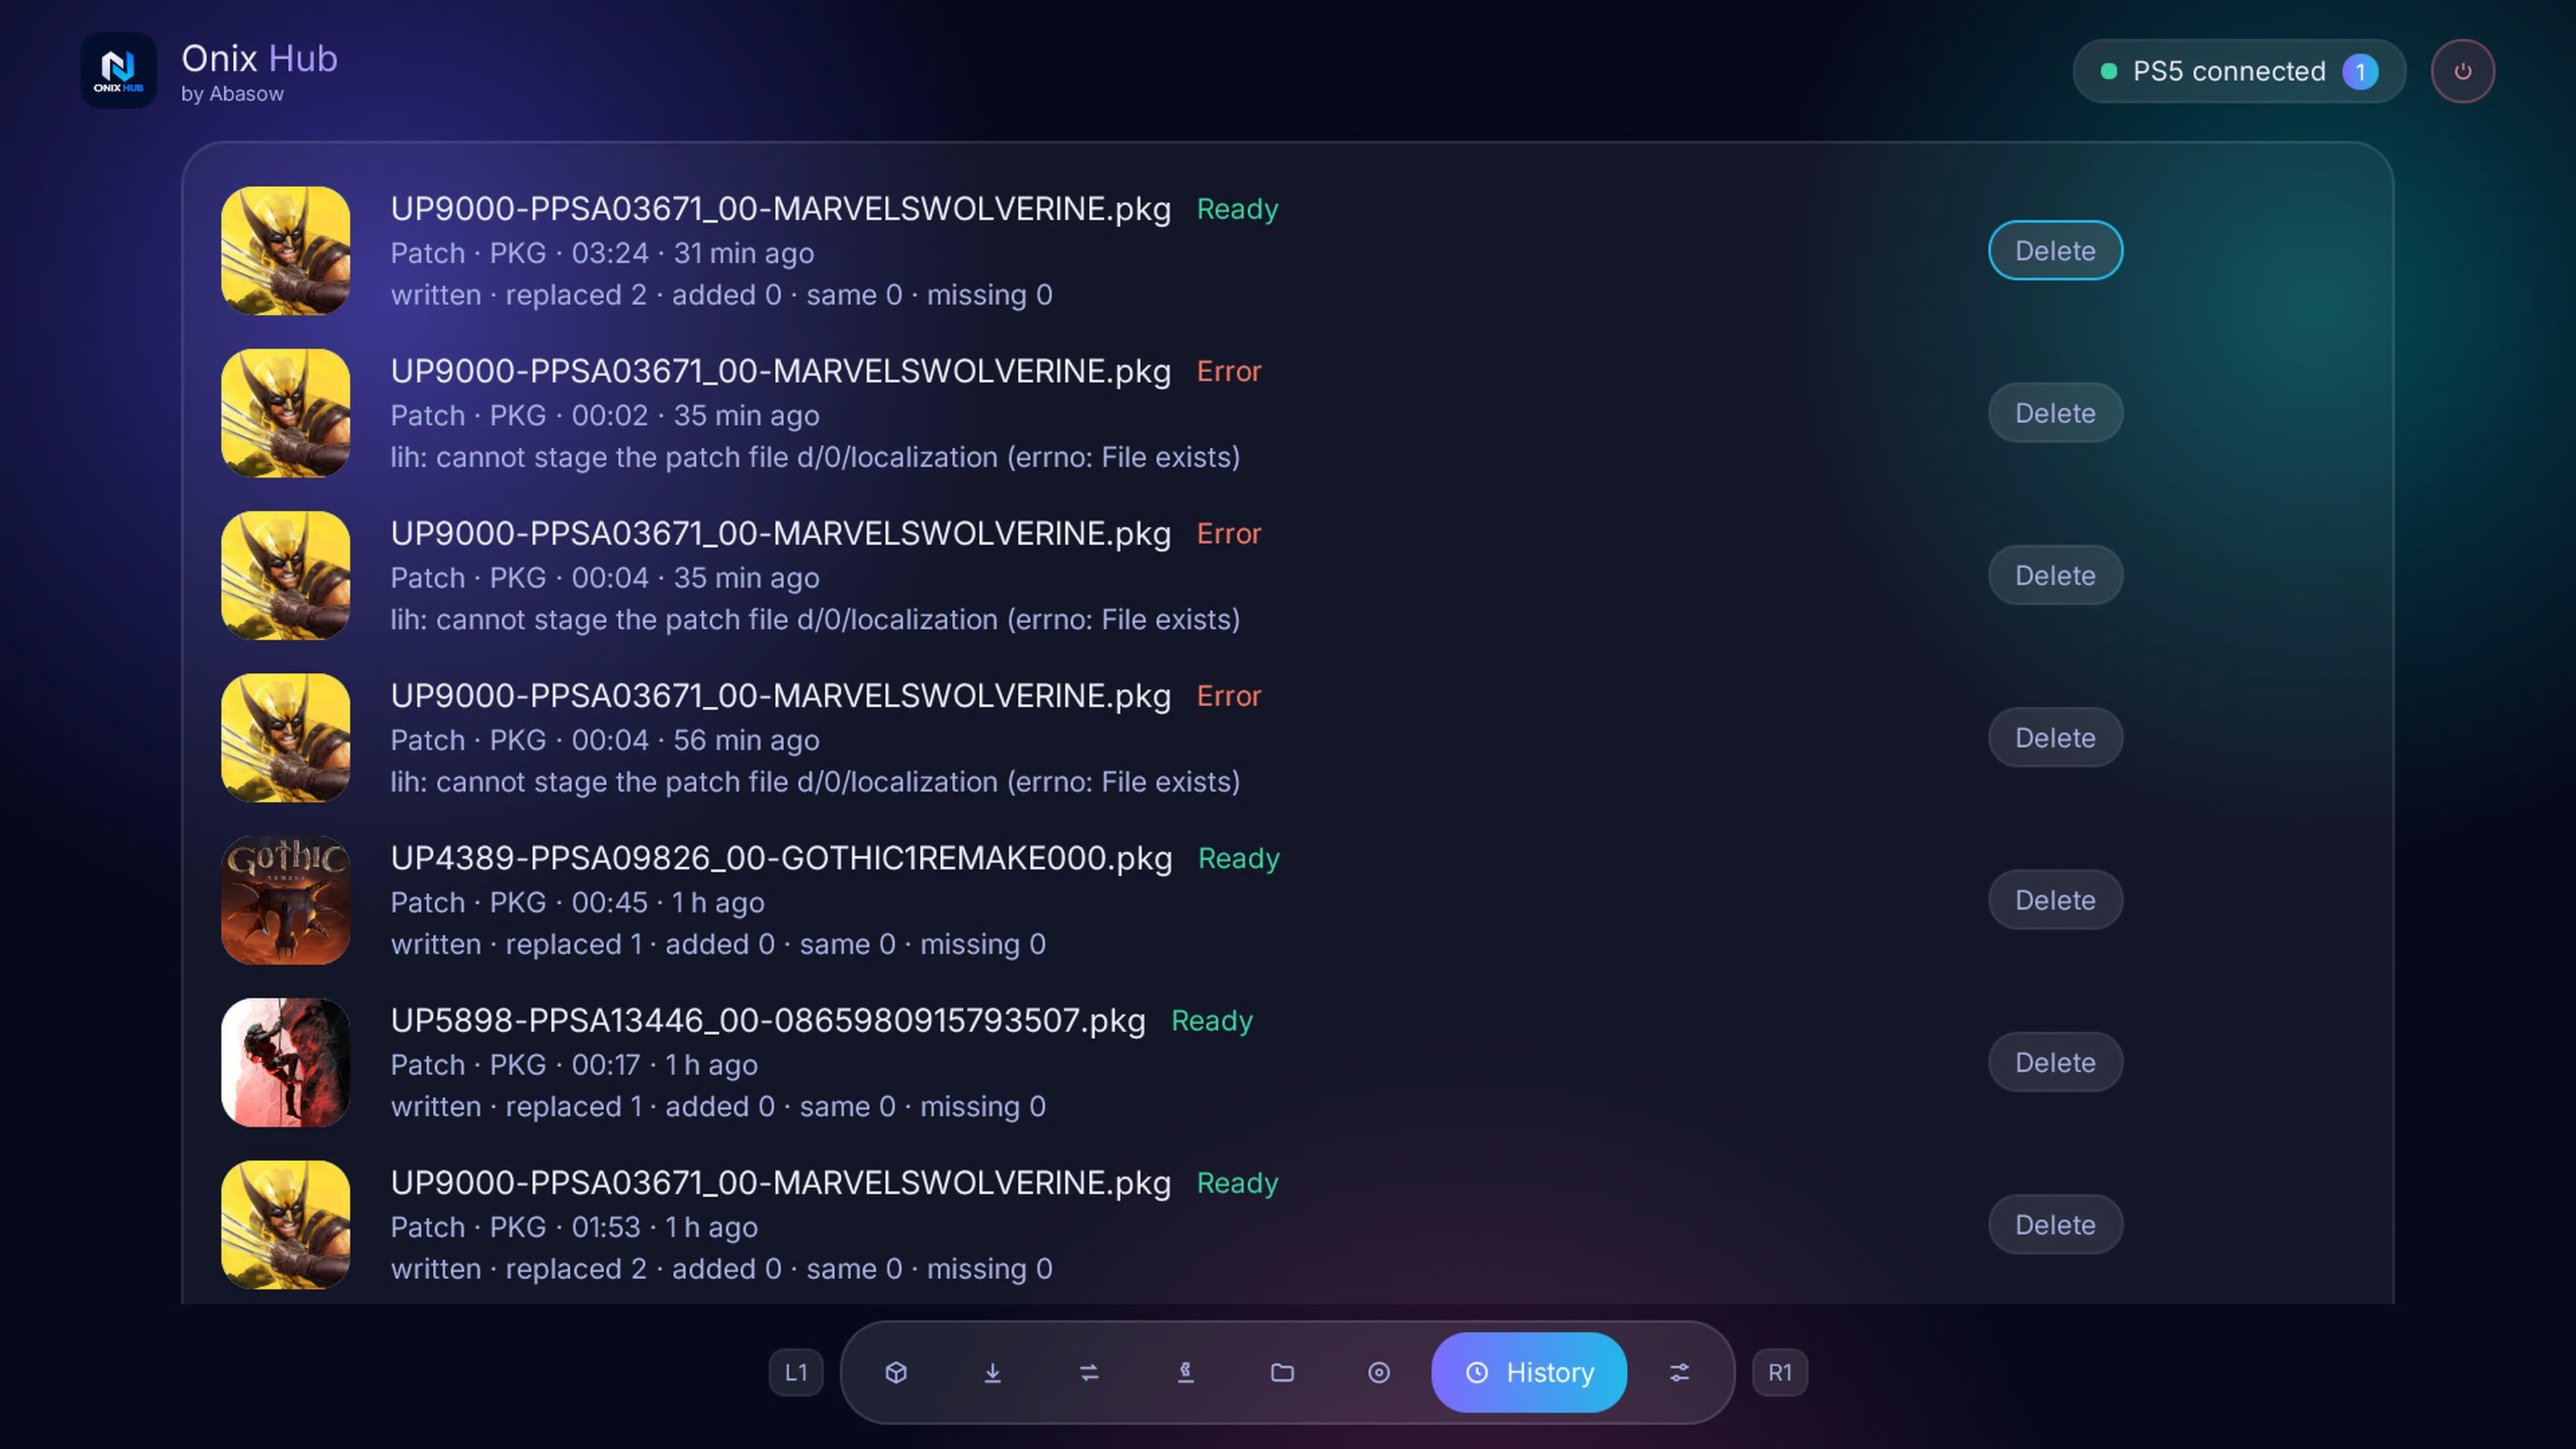 ONIX HUB
Onix Hub
by Abasow
PS5 connected 1
UP9000-PPSA03671_00-MARVELSWOLVERINE.pkg Ready
Patch · PKG · 03:24 · 31 min ago
written · replaced 2 · added 0 · same 0 · missing 0
Delete
UP9000-PPSA03671_00-MARVELSWOLVERINE.pkg Error
Patch · PKG · 00:02 · 35 min ago
lih: cannot stage the patch file d/0/localization (errno: File exists)
Delete
UP9000-PPSA03671_00-MARVELSWOLVERINE.pkg Error
Patch · PKG · 00:04 · 35 min ago
lih: cannot stage the patch file d/0/localization (errno: File exists)
Delete
UP9000-PPSA03671_00-MARVELSWOLVERINE.pkg Error
Patch · PKG · 00:04 · 56 min ago
lih: cannot stage the patch file d/0/localization (errno: File exists)
Delete
GOTHIC
REMAKE
UP4389-PPSA09826_00-GOTHIC1REMAKE000.pkg Ready
Patch · PKG · 00:45 · 1 h ago
written · replaced 1 · added 0 · same 0 · missing 0
Delete
UP5898-PPSA13446_00-0865980915793507.pkg Ready
Patch · PKG · 00:17 · 1 h ago
written · replaced 1 · added 0 · same 0 · missing 0
Delete
UP9000-PPSA03671_00-MARVELSWOLVERINE.pkg Ready
Patch · PKG · 01:53 · 1 h ago
written · replaced 2 · added 0 · same 0 · missing 0
Delete
L1
History
R1